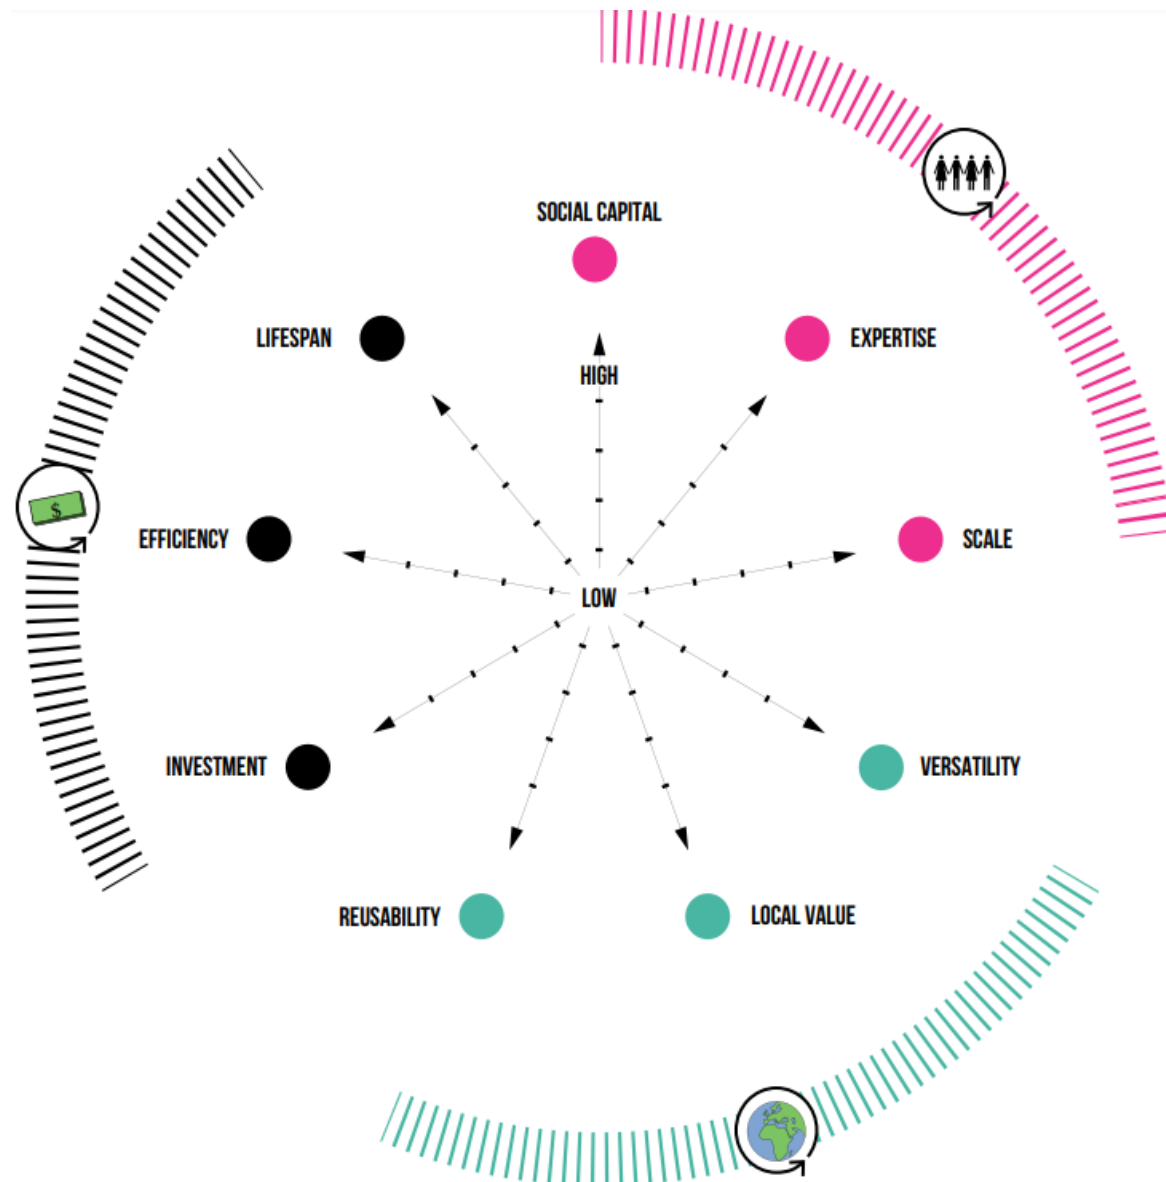 SOCIAL CAPITAL
LIFESPAN
EXPERTISE
HIGH
$
EFFICIENCY
SCALE
LOW
INVESTMENT
VERSATILITY
REUSABILITY
LOCAL VALUE